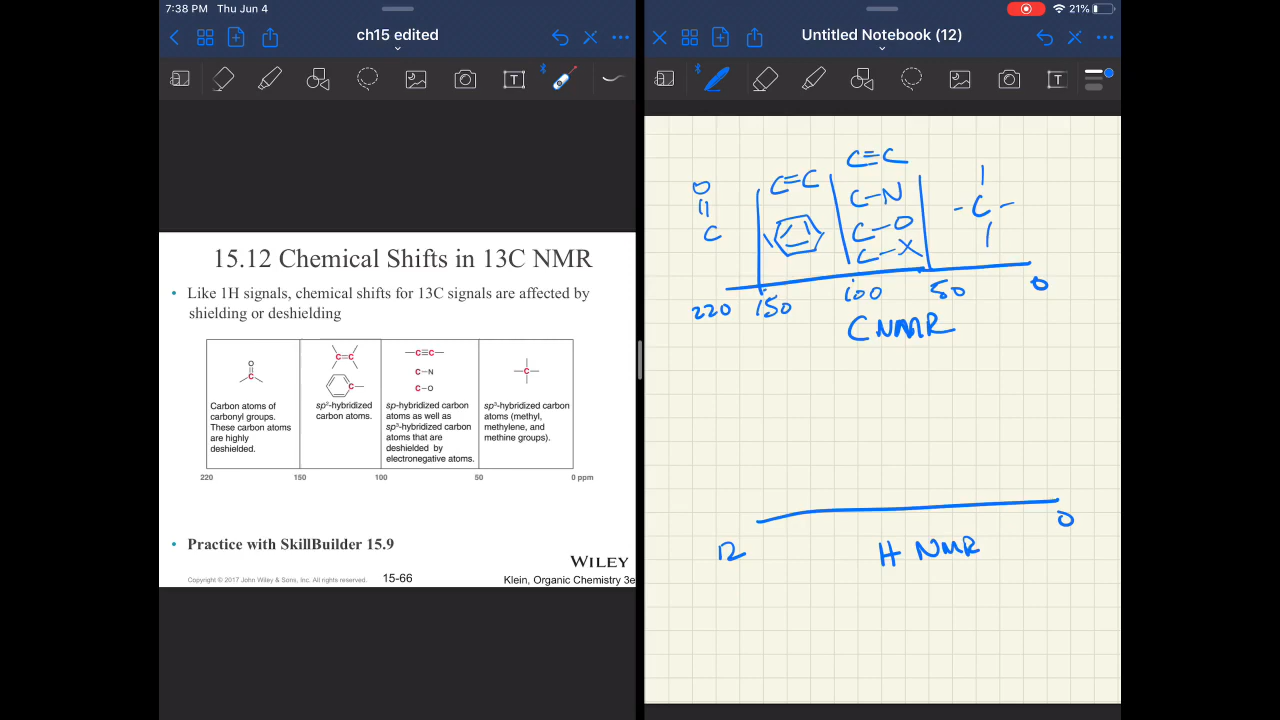 7:38 PM Thu Jun 4
21%
ch15 edited
Untitled Notebook (12)
T
T
15.12 Chemical Shifts in 13C NMR
• Like 1H signals, chemical shifts for 13C signals are affected by
shielding or deshielding
O
C
C=C
C
—C≡C—
C–N
C–O
C
Carbon atoms of
carbonyl groups.
These carbon atoms
are highly
deshielded.
sp²-hybridized
carbon atoms.
sp-hybridized carbon
atoms as well as
sp³-hybridized carbon
atoms that are
deshielded by
electronegative atoms.
sp³-hybridized carbon
atoms (methyl,
methylene, and
methine groups).
220 150 100 50 0 ppm
• Practice with SkillBuilder 15.9
WILEY
Copyright © 2017 John Wiley & Sons, Inc. All rights reserved. 15-66 Klein, Organic Chemistry 3e
O
C
C=C
C≡C
C–N
C–O
C–X
C
220 150 100 50 0
C NMR
12 0
H NMR